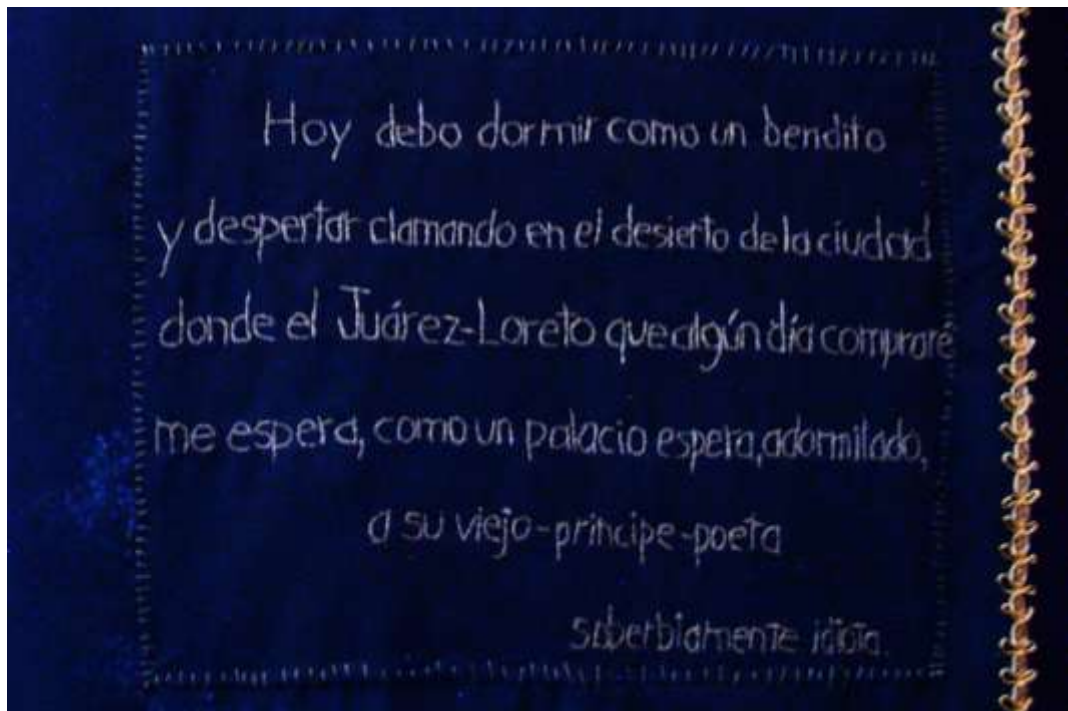 Hoy debo dormir como un bendito
y despertar clamando en el desierto de la ciudad
donde el Juárez-Loreto que algún día compraré
me espera, como un palacio espera, adormilado,
a su viejo-príncipe-poeta
soberbiamente idiota.